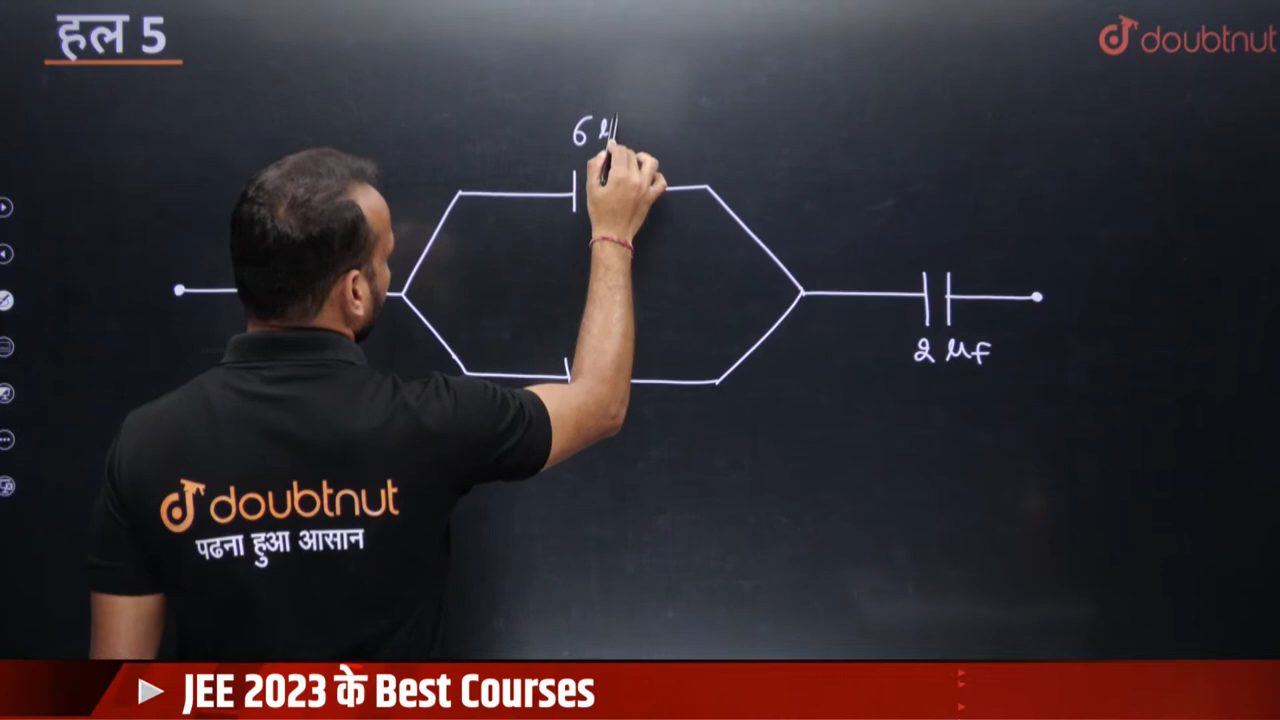 हल 5
doubtnut
6 μ
2 μf
doubtnut
पढना हुआ आसान
JEE 2023 के Best Courses